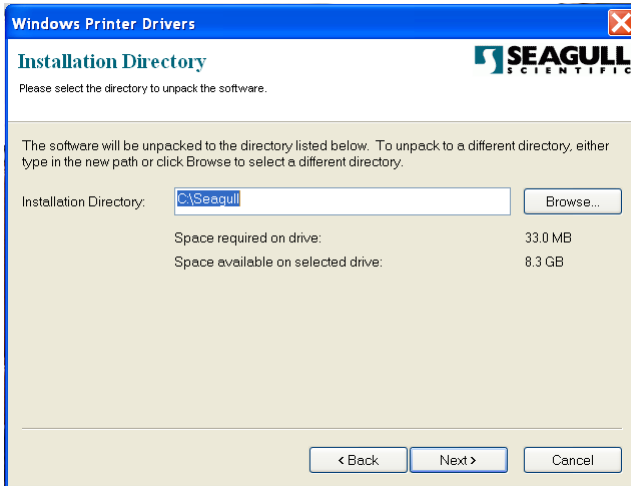 Windows Printer Drivers
Installation Directory
SEAGULL
SCIENTIFIC
Please select the directory to unpack the software.
The software will be unpacked to the directory listed below. To unpack to a different directory, either
type in the new path or click Browse to select a different directory.
Installation Directory: C:\Seagull Browse...
Space required on drive: 33.0 MB
Space available on selected drive: 8.3 GB
< Back Next > Cancel